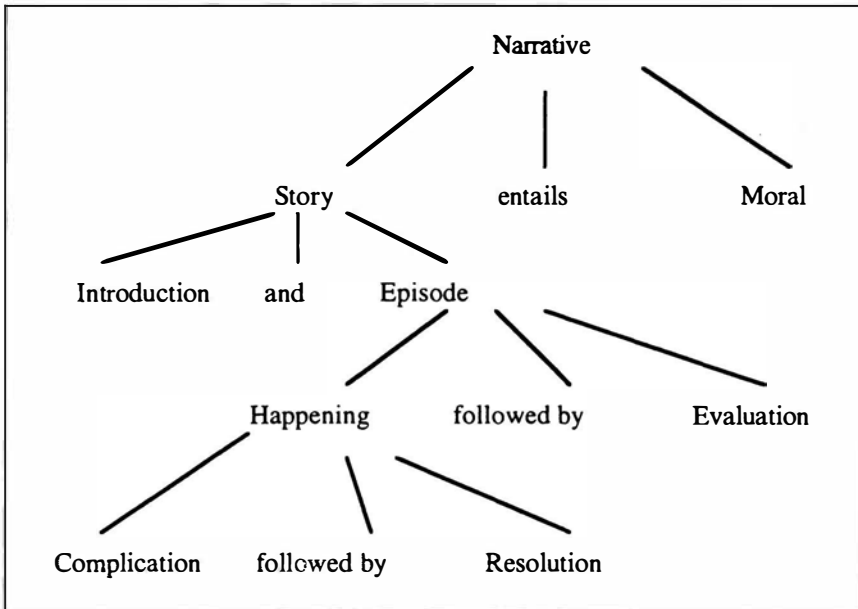 Narrative
Story entails Moral
Introduction and Episode
Happening followed by Evaluation
Complication followed by Resolution